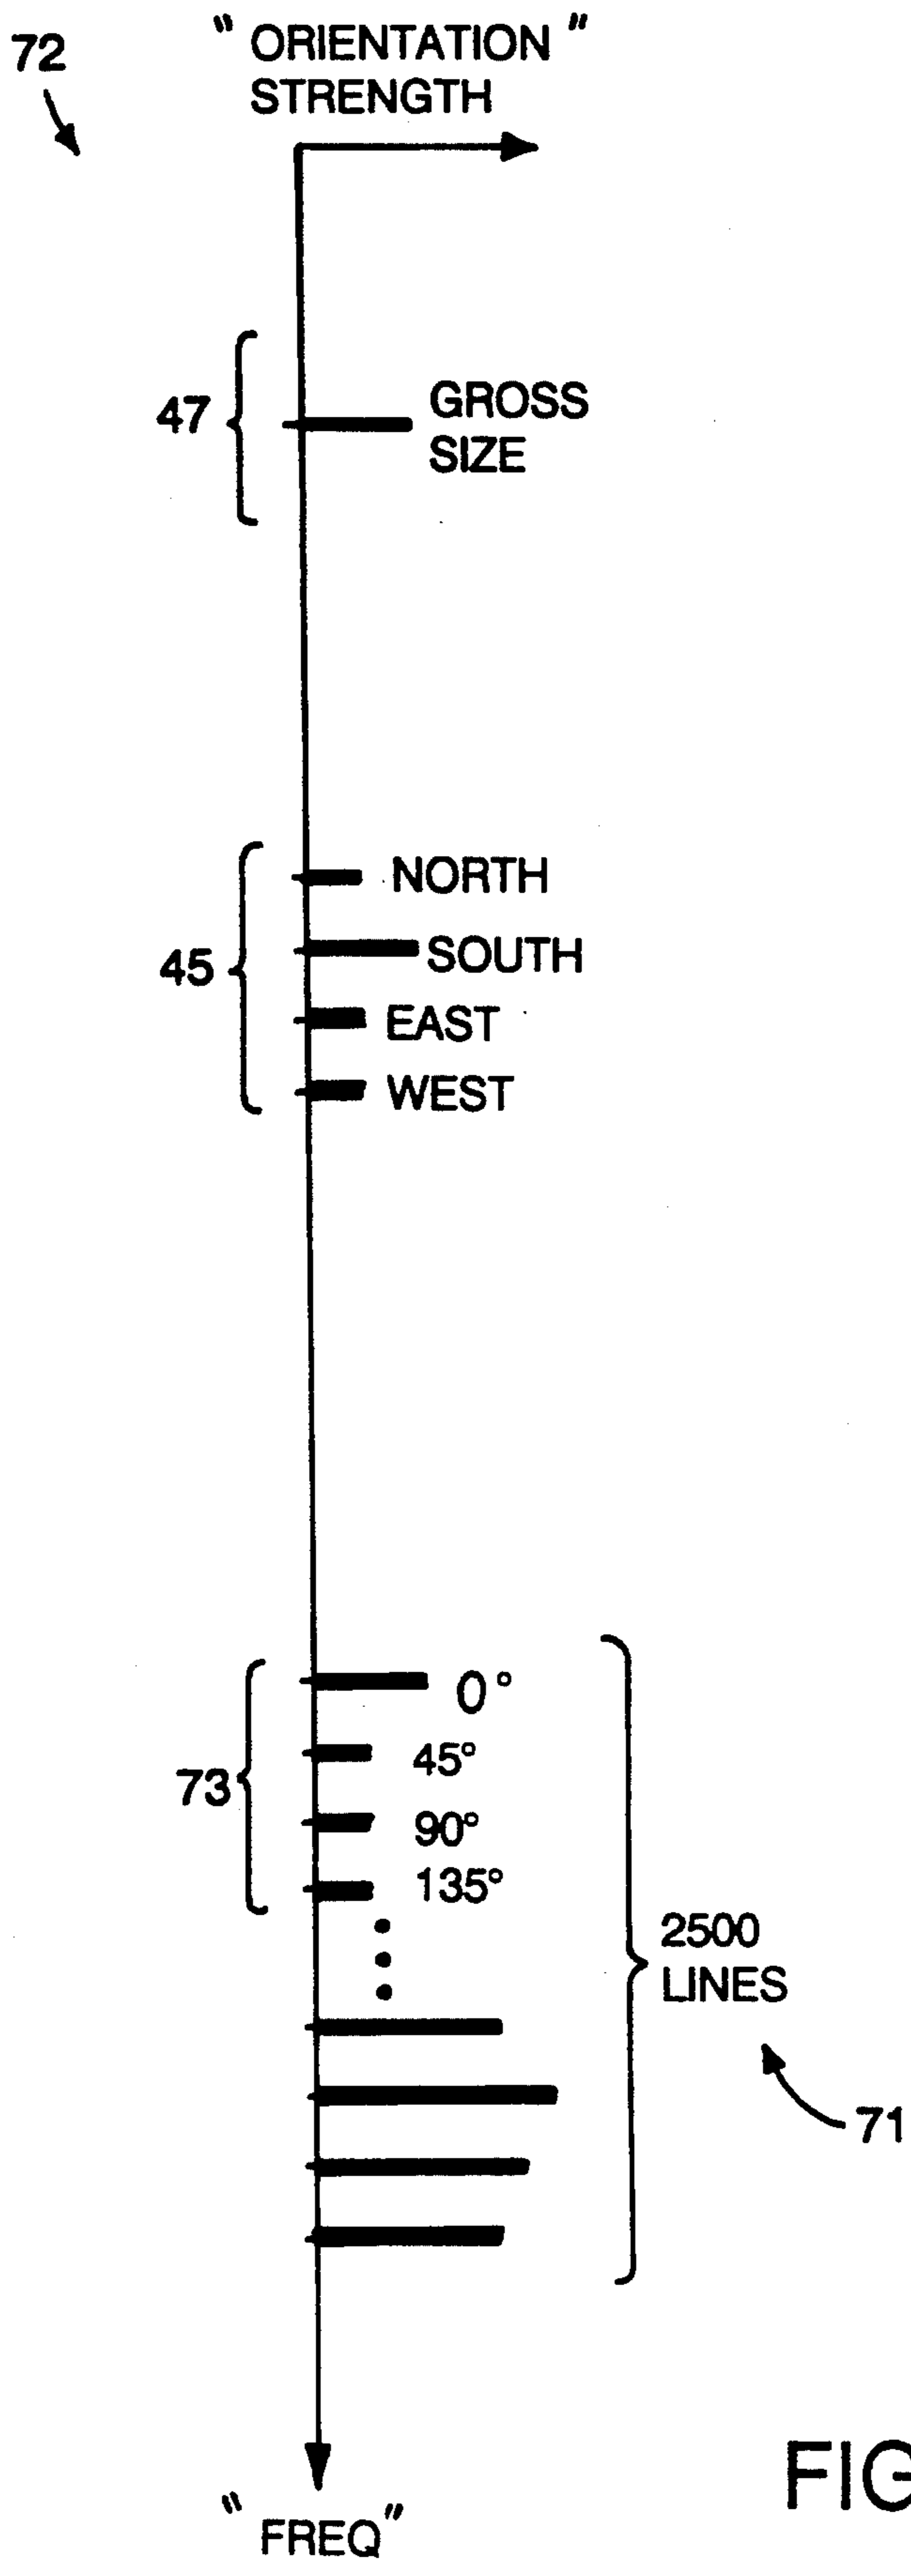 72
" ORIENTATION "
STRENGTH
47
GROSS
SIZE
45
NORTH
SOUTH
EAST
WEST
73
0°
45°
90°
135°
2500
LINES
71
FIG
" FREQ "